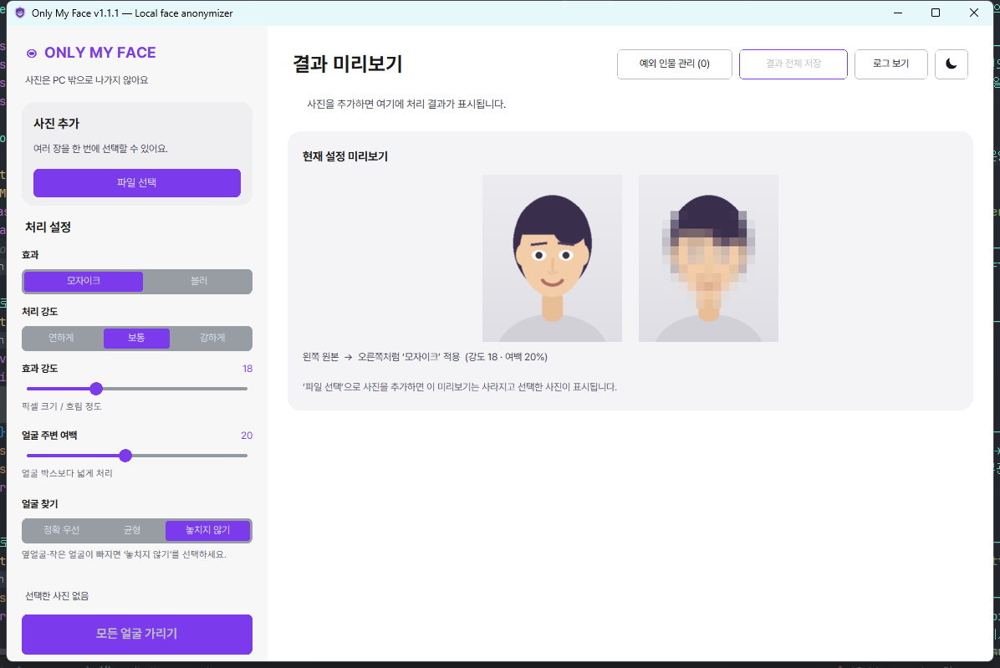 Only My Face v1.1.1 — Local face anonymizer
ONLY MY FACE
사진은 PC 밖으로 나가지 않아요
사진 추가
여러 장을 한 번에 선택할 수 있어요.
파일 선택
처리 설정
효과
모자이크 블러
처리 강도
연하게 보통 강하게
효과 강도 18
픽셀 크기 / 흐림 정도
얼굴 주변 여백 20
얼굴 박스보다 넓게 처리
얼굴 찾기
정확 우선 균형 놓치지 않기
옆얼굴·작은 얼굴이 빠지면 ‘놓치지 않기’를 선택하세요.
선택한 사진 없음
모든 얼굴 가리기
결과 미리보기
예외 인물 관리 (0) 결과 전체 저장 로그 보기
사진을 추가하면 여기에 처리 결과가 표시됩니다.
현재 설정 미리보기
왼쪽 원본 → 오른쪽처럼 ‘모자이크’ 적용 (강도 18 · 여백 20%)
‘파일 선택’으로 사진을 추가하면 이 미리보기는 사라지고 선택한 사진이 표시됩니다.